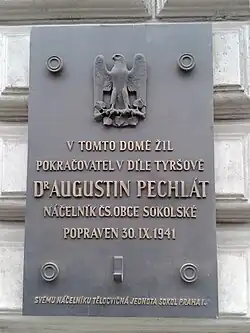 V TOMTO DOMĚ ŽIL
POKRAČOVATEL V DÍLE TYRŠOVĚ
DR AUGUSTIN PECHLÁT
NÁČELNÍK ČS. OBCE SOKOLSKÉ
POPRAVEN 30. IX. 1941
SVÉMU NÁČELNÍKU TĚLOCVIČNÁ JEDNOTA SOKOL PRAHA I.